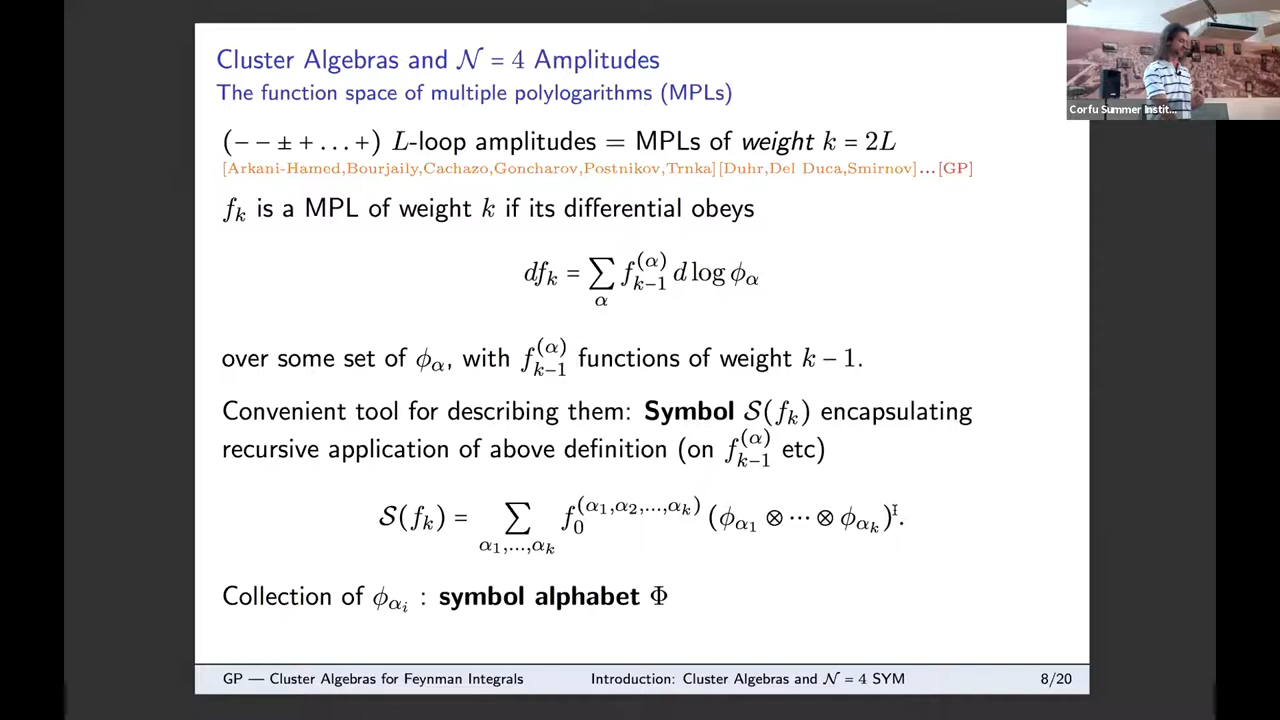 Cluster Algebras and 𝒩 = 4 Amplitudes
The function space of multiple polylogarithms (MPLs)
(− − ± + … +) L-loop amplitudes = MPLs of weight k = 2L
[Arkani-Hamed,Bourjaily,Cachazo,Goncharov,Postnikov,Trnka][Duhr,Del Duca,Smirnov]…[GP]
f_k is a MPL of weight k if its differential obeys
df_k = ∑_α f_{k−1}^{(α)} d log ϕ_α
over some set of ϕ_α, with f_{k−1}^{(α)} functions of weight k − 1.
Convenient tool for describing them: Symbol 𝒮(f_k) encapsulating
recursive application of above definition (on f_{k−1}^{(α)} etc)
𝒮(f_k) = ∑_{α_1,…,α_k} f_0^{(α_1,α_2,…,α_k)} (ϕ_{α_1} ⊗ ⋯ ⊗ ϕ_{α_k}).
Collection of ϕ_{α_i} : symbol alphabet Φ
GP — Cluster Algebras for Feynman Integrals Introduction: Cluster Algebras and 𝒩 = 4 SYM 8/20
Corfu Summer Instit...